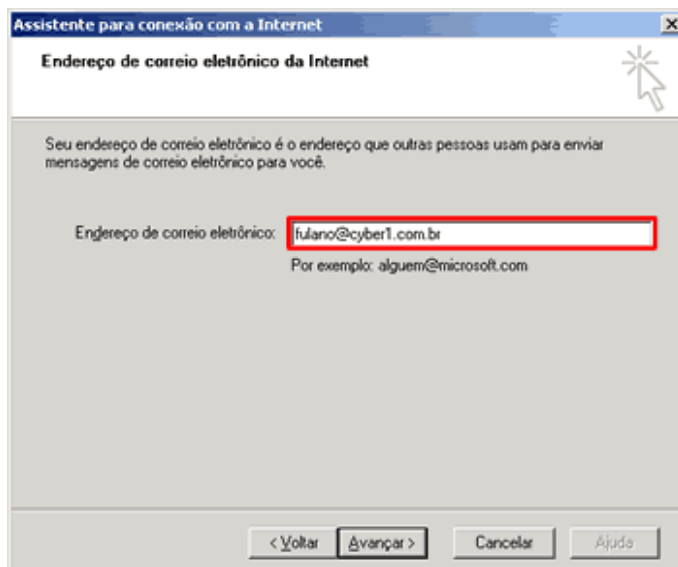 Assistente para conexão com a Internet
Endereço de correio eletrônico da Internet
Seu endereço de correio eletrônico é o endereço que outras pessoas usam para enviar
mensagens de correio eletrônico para você.
Endereço de correio eletrônico: fulano@cyber1.com.br
Por exemplo: alguem@microsoft.com
< Voltar Avançar > Cancelar Ajuda